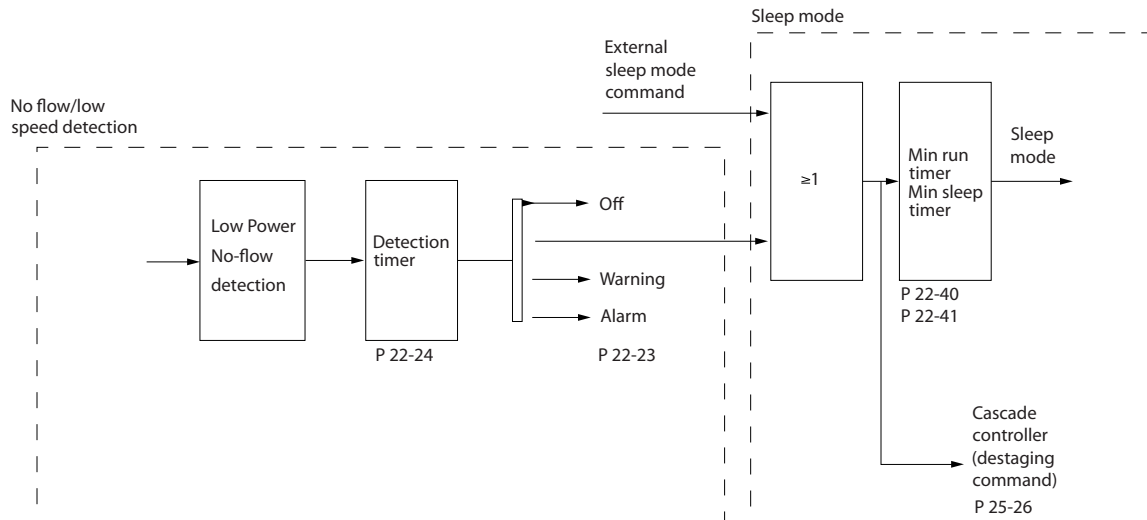 Sleep mode
External
sleep mode
command
No flow/low
speed detection
Low Power
No-flow
detection
Detection
timer
P 22-24
Off
Warning
Alarm
P 22-23
≥1
Min run
timer
Min sleep
timer
P 22-40
P 22-41
Sleep
mode
Cascade
controller
(destaging
command)
P 25-26